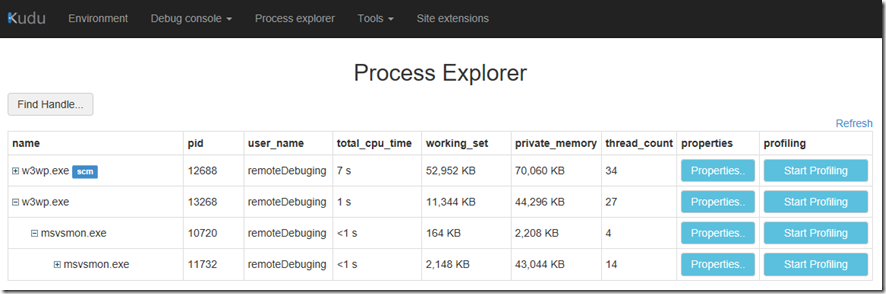 Kudu Environment Debug console Process explorer Tools Site extensions
Process Explorer
Find Handle...
Refresh
name pid user_name total_cpu_time working_set private_memory thread_count properties profiling
w3wp.exe scm 12688 remoteDebuging 7 s 52,952 KB 70,060 KB 34 Properties.. Start Profiling
w3wp.exe 13268 remoteDebuging 1 s 11,344 KB 44,296 KB 27 Properties.. Start Profiling
msvsmon.exe 10720 remoteDebuging <1 s 164 KB 2,208 KB 4 Properties.. Start Profiling
msvsmon.exe 11732 remoteDebuging <1 s 2,148 KB 43,044 KB 14 Properties.. Start Profiling